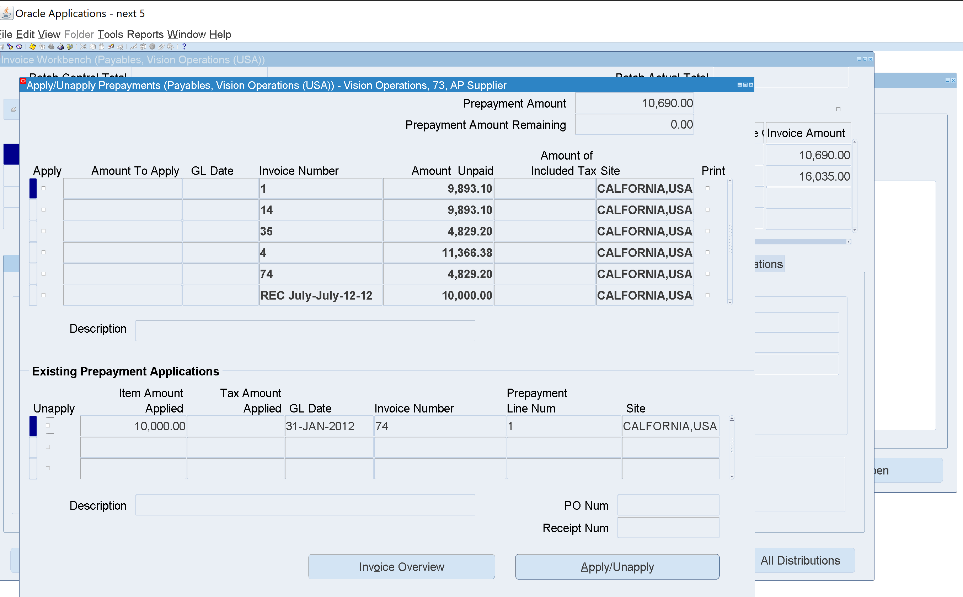 Oracle Applications - next 5
File Edit View Folder Tools Reports Window Help
Invoice Workbench (Payables, Vision Operations (USA))
Batch Control Total
Batch Actual Total
Apply/Unapply Prepayments (Payables, Vision Operations (USA)) - Vision Operations, 73, AP Supplier
Prepayment Amount 10,690.00
Prepayment Amount Remaining 0.00
Invoice Amount
10,690.00
16,035.00
Amount of
Apply Amount To Apply GL Date Invoice Number Amount Unpaid Included Tax Site Print
1 9,893.10 CALFORNIA,USA
14 9,893.10 CALFORNIA,USA
35 4,829.20 CALFORNIA,USA
4 11,366.38 CALFORNIA,USA
74 4,829.20 CALFORNIA,USA
REC July-July-12-12 10,000.00 CALFORNIA,USA
ations
Description
Existing Prepayment Applications
Item Amount Tax Amount Prepayment
Unapply Applied Applied GL Date Invoice Number Line Num Site
10,000.00 31-JAN-2012 74 1 CALFORNIA,USA
pen
Description PO Num
Receipt Num
Invoice Overview Apply/Unapply All Distributions